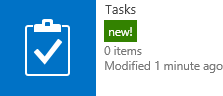 Tasks
new!
0 items
Modified 1 minute ago